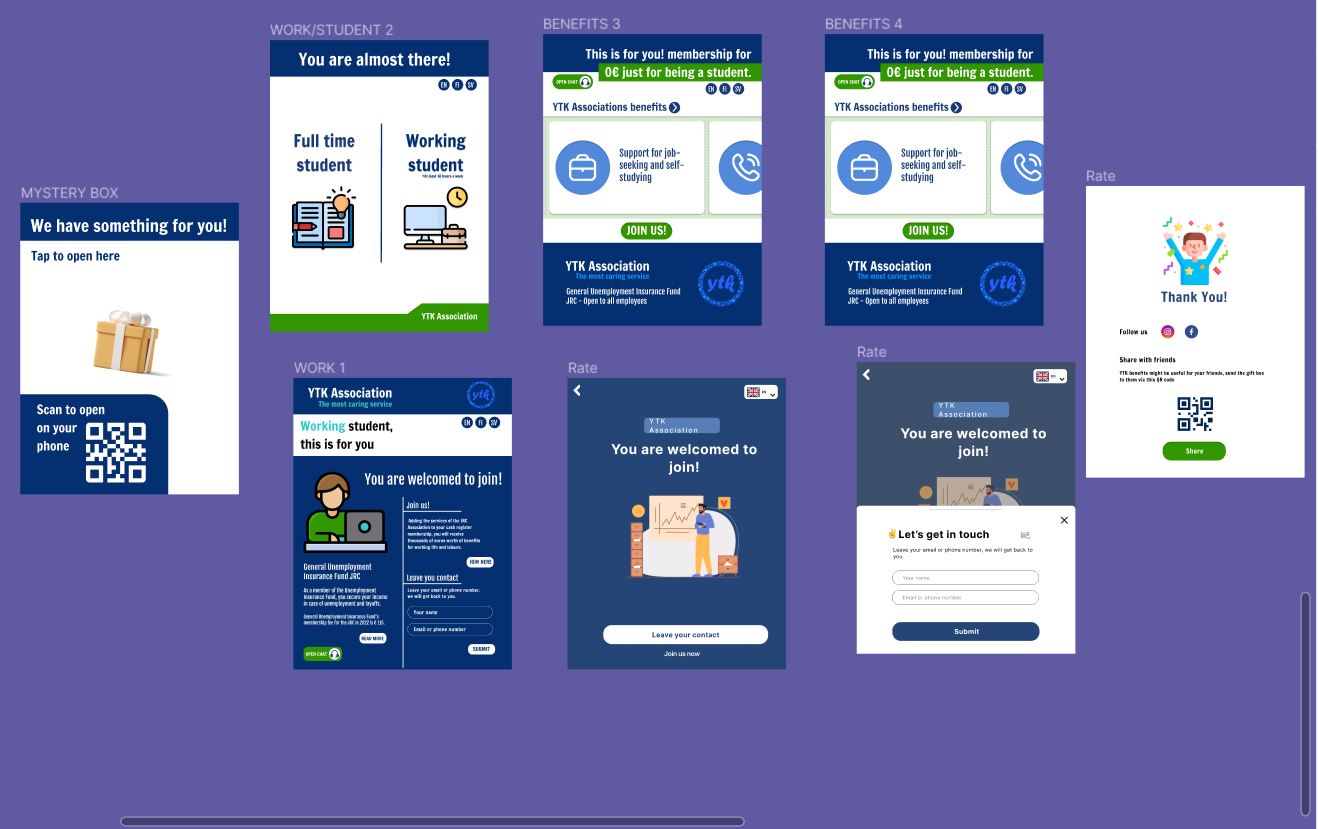 MYSTERY BOX
We have something for you!
Tap to open here
Scan to open
on your
phone
WORK/STUDENT 2
You are almost there!
EN FI SV
Full time
student
Working
student
*At least 18 hours a week
YTK Association
BENEFITS 3
This is for you! membership for
0€ just for being a student.
OPEN CHAT
EN FI SV
YTK Associations benefits
Support for job-
seeking and self-
studying
JOIN US!
YTK Association
The most caring service
General Unemployment Insurance Fund
JRC – Open to all employees
ytk
BENEFITS 4
This is for you! membership for
0€ just for being a student.
OPEN CHAT
EN FI SV
YTK Associations benefits
Support for job-
seeking and self-
studying
JOIN US!
YTK Association
The most caring service
General Unemployment Insurance Fund
JRC – Open to all employees
ytk
WORK 1
YTK Association
The most caring service
ytk
Working student,
this is for you
EN FI SV
You are welcomed to join!
General Unemployment
Insurance Fund JRC
As a member of the Unemployment
Insurance Fund, you secure your income
in case of unemployment and layoffs.
General Unemployment Insurance Fund's
membership fee for the JRK in 2022 is € 115.
READ MORE
OPEN CHAT
Join us!
Adding the services of the JRC
Association to your cash register
membership, you will receive
thousands of euros worth of benefits
for working life and leisure.
JOIN HERE
Leave you contact
Leave your email or phone number,
we will get back to you.
Your name
Email or phone number
SUBMIT
Rate
EN
YTK
Association
You are welcomed to
join!
Leave your contact
Join us now
Rate
EN
YTK
Association
You are welcomed to
join!
Let's get in touch
Leave your email or phone number, we will get back to
you.
Your name
Email or phone number
Submit
Rate
Thank You!
Follow us
Share with friends
YTK benefits might be useful for your friends, send the gift box
to them via this QR code
Share